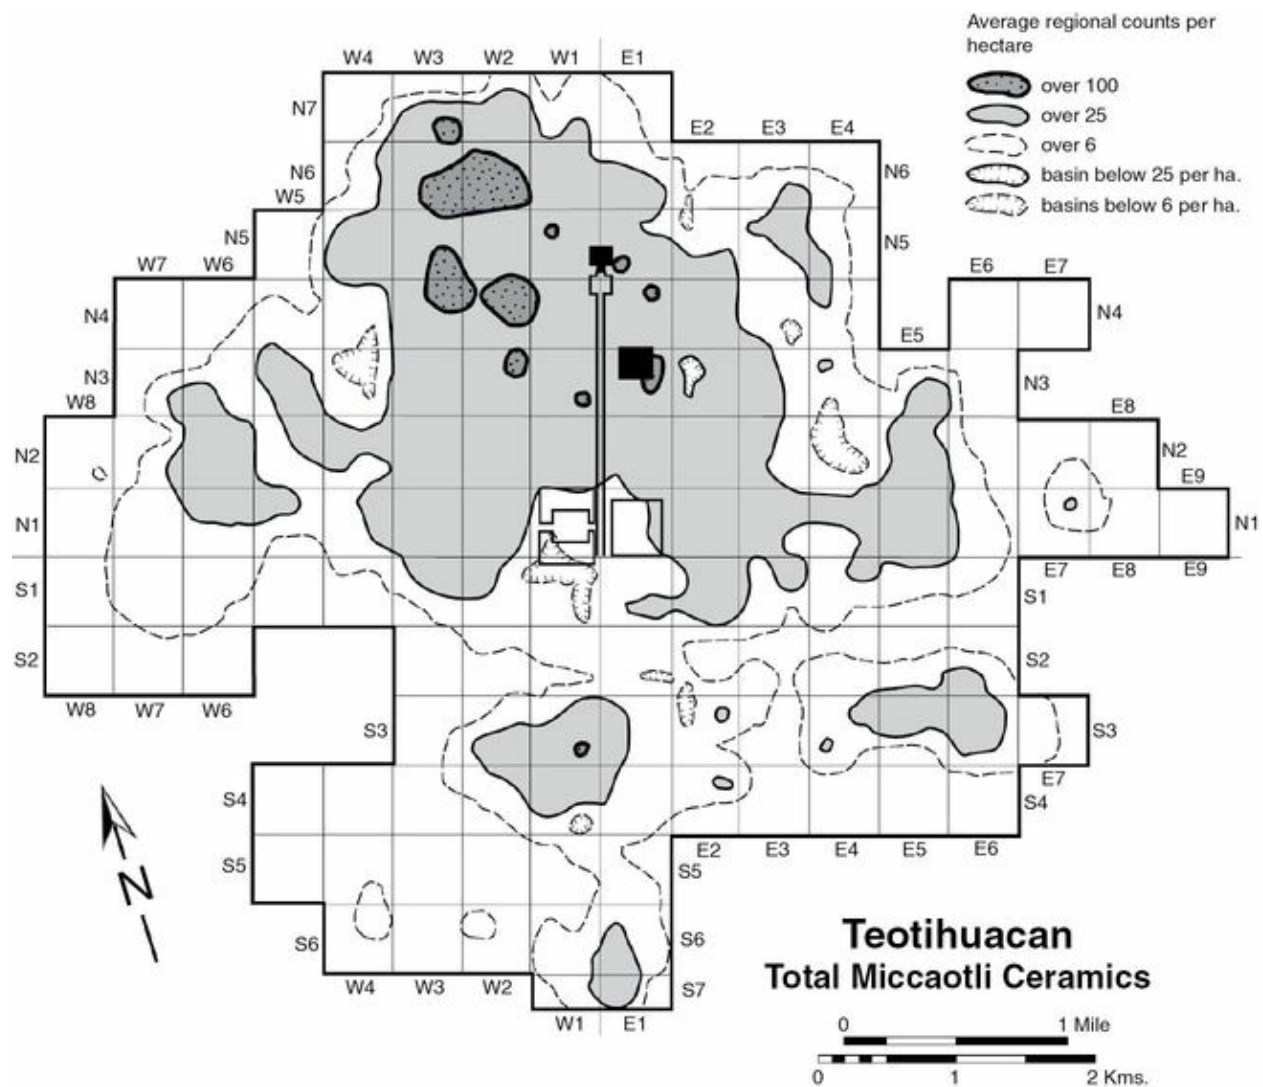 Average regional counts per
hectare
over 100
over 25
over 6
basin below 25 per ha.
basins below 6 per ha.
W4 W3 W2 W1 E1
N7
E2 E3 E4
N6 N6
W5
N5 N5
W7 W6 E6 E7
N4 N4
E5
N3 N3
W8 E8
N2 N2
E9
N1 N1
E7 E8 E9
S1 S1
S2 S2
W8 W7 W6
S3 S3
E7
S4 S4
E2 E3 E4 E5 E6
S5 S5
N
S6 S6
W4 W3 W2 S7
W1 E1
Teotihuacan
Total Miccaotli Ceramics
0 1 Mile
0 1 2 Kms.